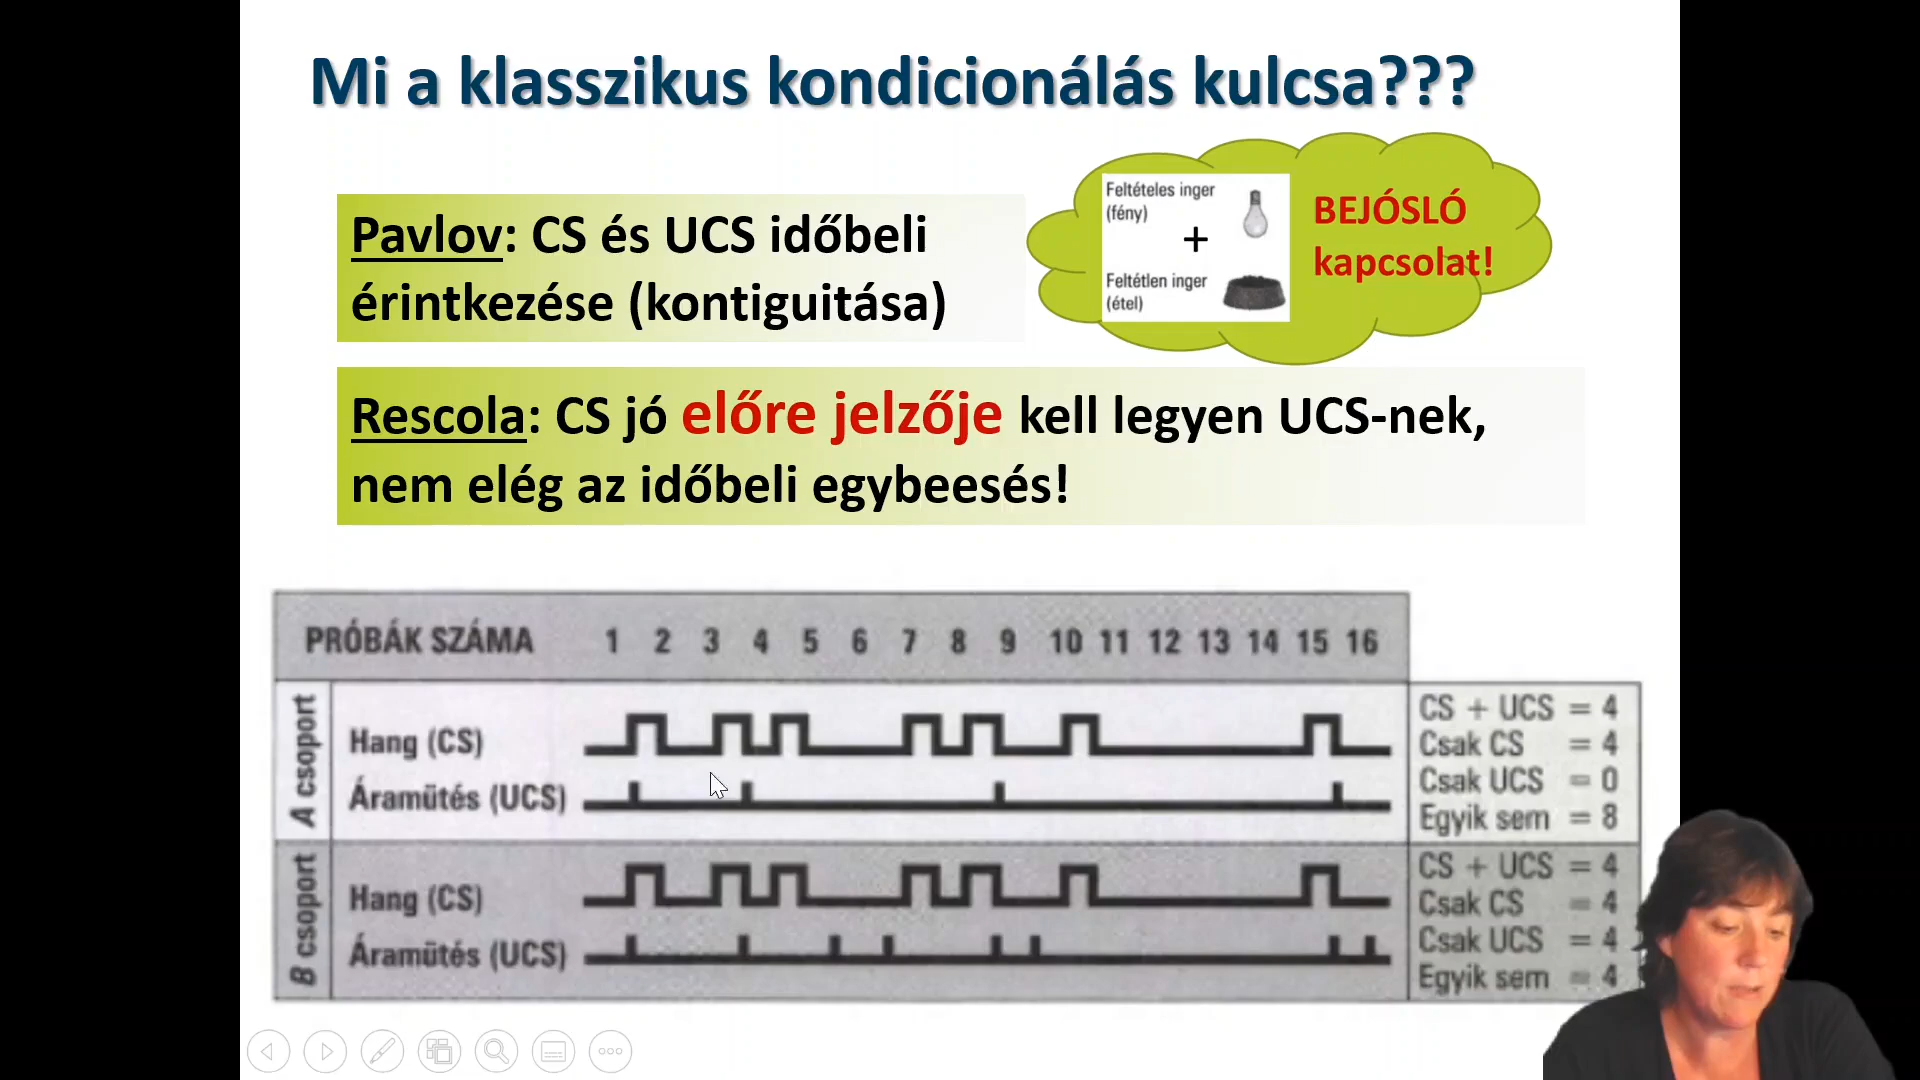 Mi a klasszikus kondicionálás kulcsa???
Pavlov: CS és UCS időbeli
érintkezése (kontiguitása)
Feltételes inger
(fény)
+
Feltétlen inger
(étel)
BEJÓSLÓ
kapcsolat!
Rescola: CS jó előre jelzője kell legyen UCS-nek,
nem elég az időbeli egybeesés!
PRÓBÁK SZÁMA 1 2 3 4 5 6 7 8 9 10 11 12 13 14 15 16
A csoport
Hang (CS)
Áramütés (UCS)
CS + UCS = 4
Csak CS = 4
Csak UCS = 0
Egyik sem = 8
B csoport
Hang (CS)
Áramütés (UCS)
CS + UCS = 4
Csak CS = 4
Csak UCS = 4
Egyik sem = 4